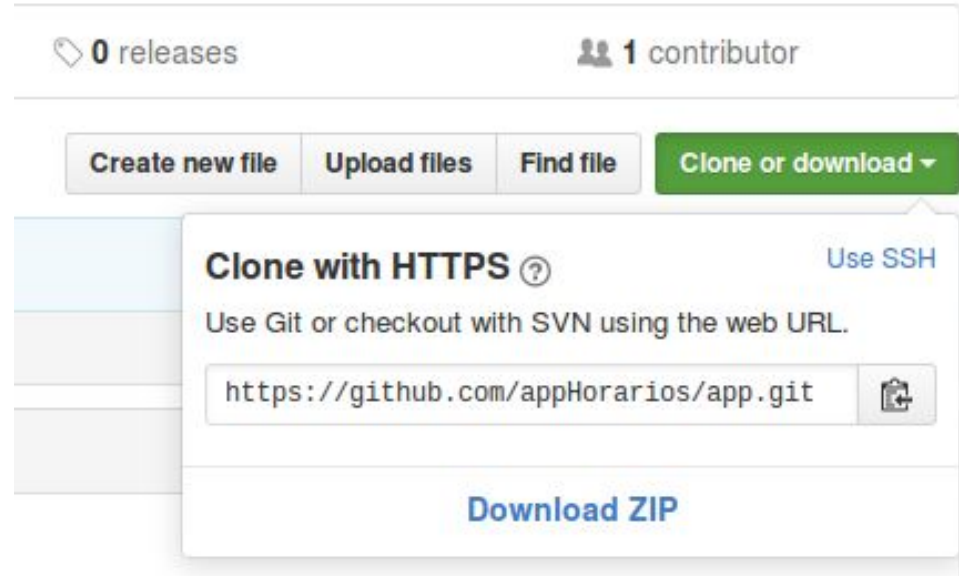 0 releases
1 contributor
Create new file
Upload files
Find file
Clone or download
Clone with HTTPS ?
Use SSH
Use Git or checkout with SVN using the web URL.
https://github.com/appHorarios/app.git
Download ZIP